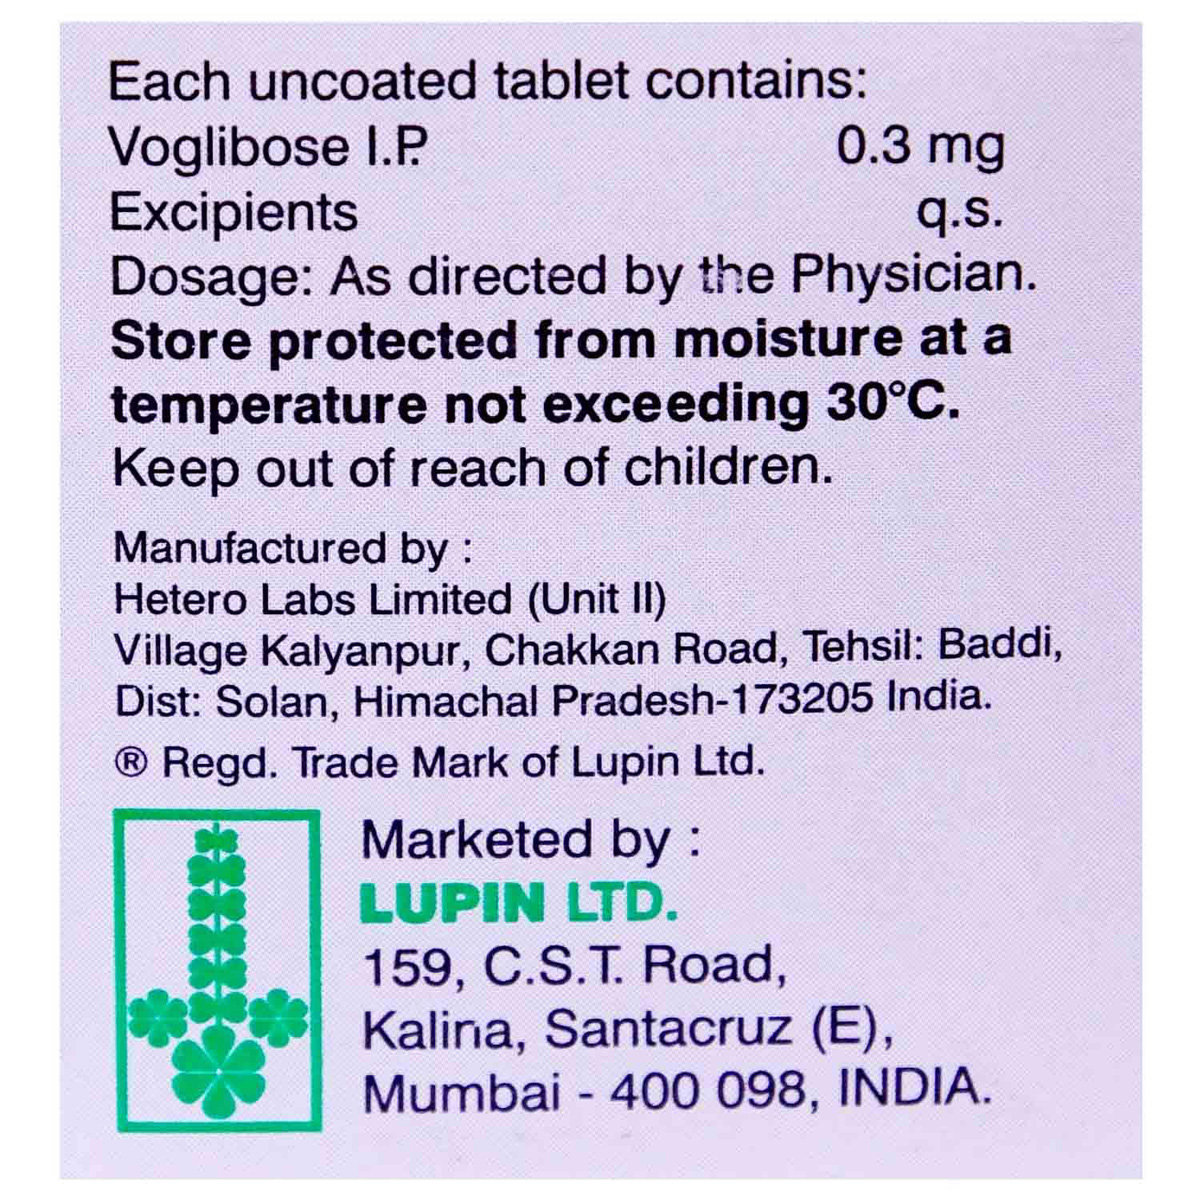 Each uncoated tablet contains:
Voglibose I.P. 0.3 mg
Excipients q.s.
Dosage: As directed by the Physician.
Store protected from moisture at a
temperature not exceeding 30°C.
Keep out of reach of children.
Manufactured by :
Hetero Labs Limited (Unit II)
Village Kalyanpur, Chakkan Road, Tehsil: Baddi,
Dist: Solan, Himachal Pradesh-173205 India.
® Regd. Trade Mark of Lupin Ltd.
Marketed by :
LUPIN LTD.
159, C.S.T. Road,
Kalina, Santacruz (E),
Mumbai - 400 098, INDIA.